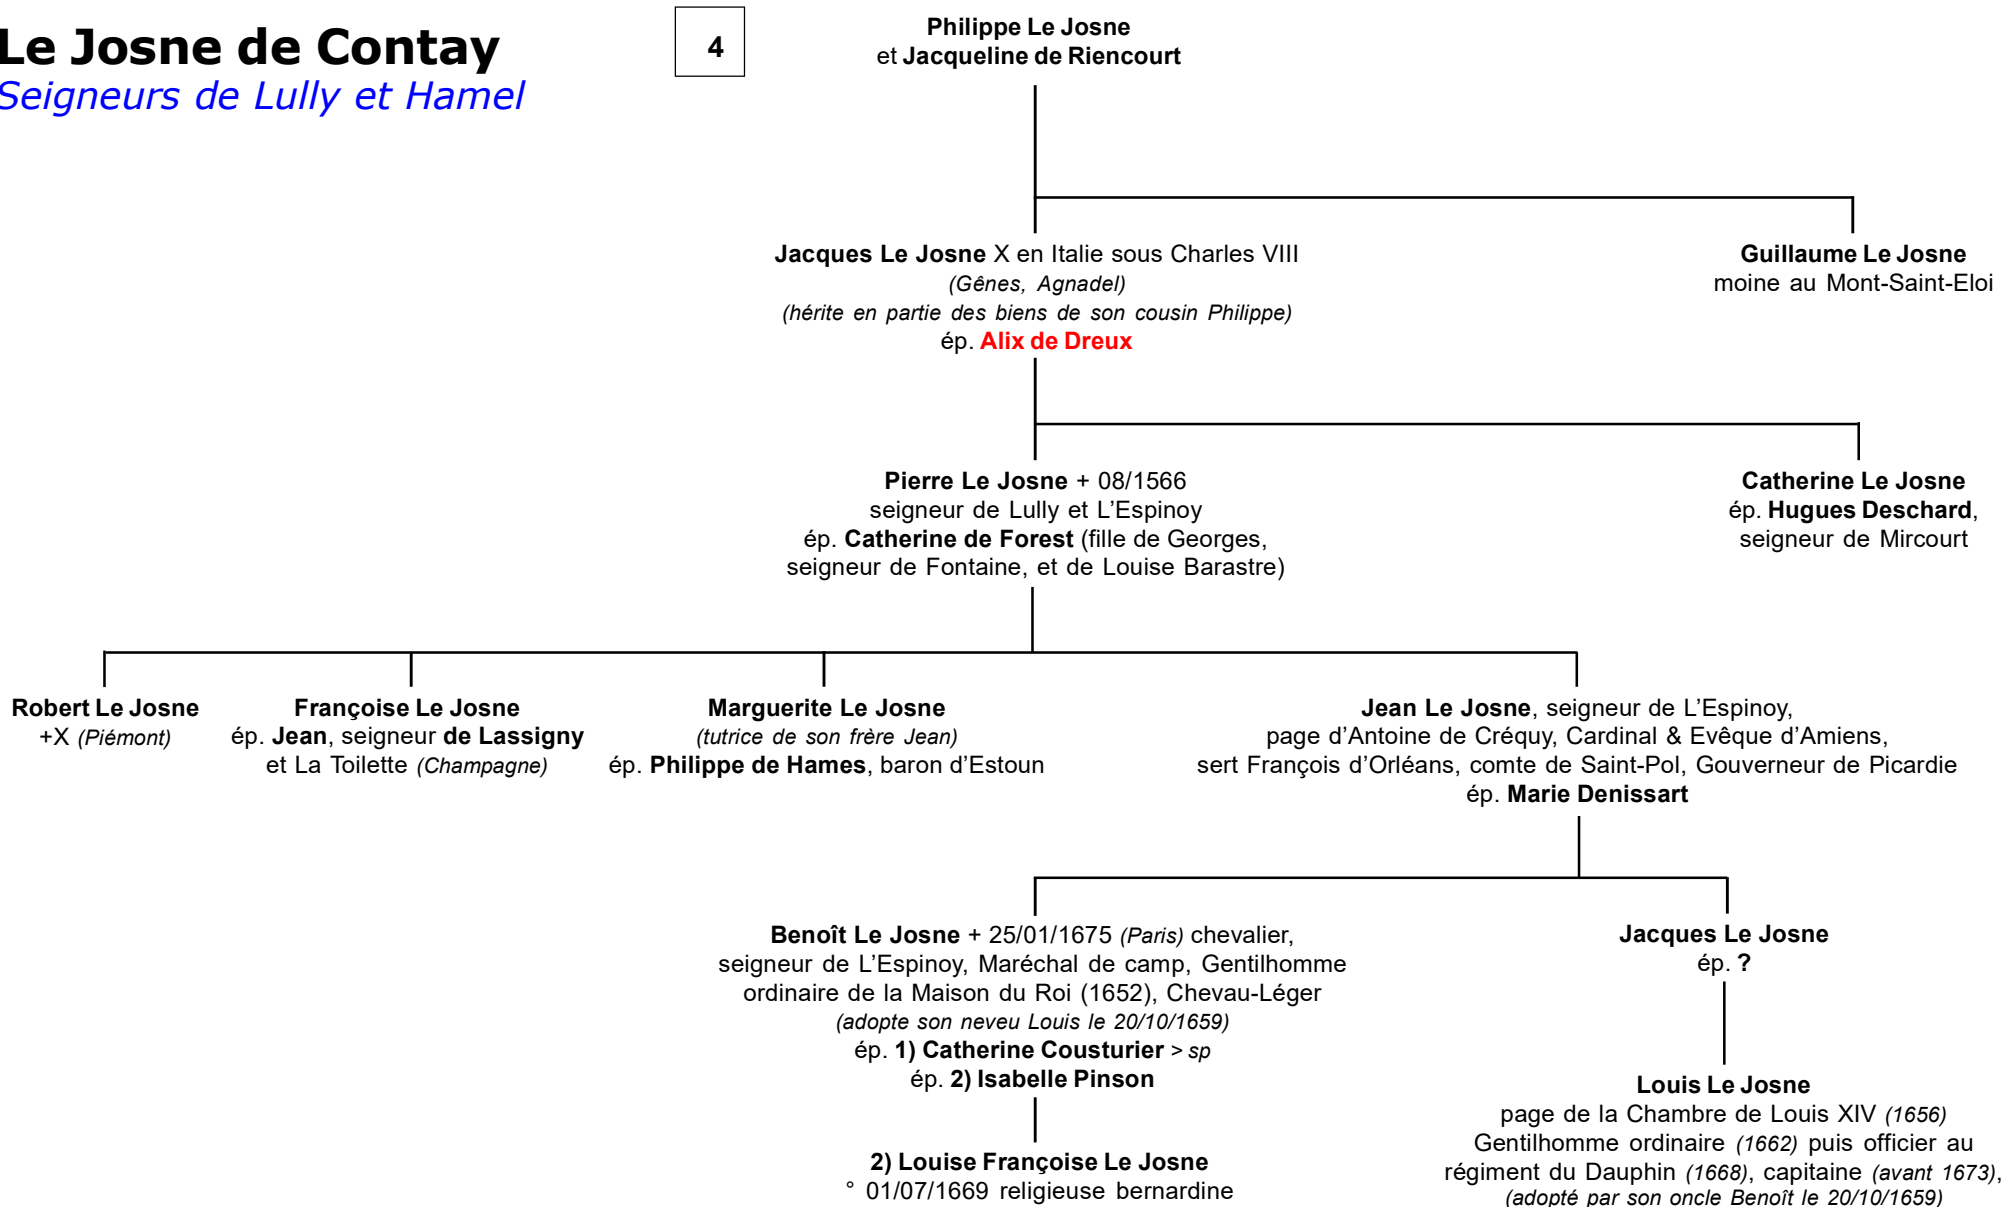 Le Josne de Contay
Seigneurs de Lully et Hamel
4
Philippe Le Josne
et Jacqueline de Riencourt
Jacques Le Josne X en Italie sous Charles VIII
(Gênes, Agnadel)
(hérite en partie des biens de son cousin Philippe)
ép. Alix de Dreux
Guillaume Le Josne
moine au Mont-Saint-Eloi
Pierre Le Josne + 08/1566
seigneur de Lully et L’Espinoy
ép. Catherine de Forest (fille de Georges,
seigneur de Fontaine, et de Louise Barastre)
Catherine Le Josne
ép. Hugues Deschard,
seigneur de Mircourt
Robert Le Josne
+X (Piémont)
Françoise Le Josne
ép. Jean, seigneur de Lassigny
et La Toilette (Champagne)
Marguerite Le Josne
(tutrice de son frère Jean)
ép. Philippe de Hames, baron d’Estoun
Jean Le Josne, seigneur de L’Espinoy,
page d’Antoine de Créquy, Cardinal & Evêque d’Amiens,
sert François d’Orléans, comte de Saint-Pol, Gouverneur de Picardie
ép. Marie Denissart
Benoît Le Josne + 25/01/1675 (Paris) chevalier,
seigneur de L’Espinoy, Maréchal de camp, Gentilhomme
ordinaire de la Maison du Roi (1652), Chevau-Léger
(adopte son neveu Louis le 20/10/1659)
ép. 1) Catherine Cousturier > sp
ép. 2) Isabelle Pinson
Jacques Le Josne
ép. ?
2) Louise Françoise Le Josne
° 01/07/1669 religieuse bernardine
Louis Le Josne
page de la Chambre de Louis XIV (1656)
Gentilhomme ordinaire (1662) puis officier au
régiment du Dauphin (1668), capitaine (avant 1673),
(adopté par son oncle Benoît le 20/10/1659)